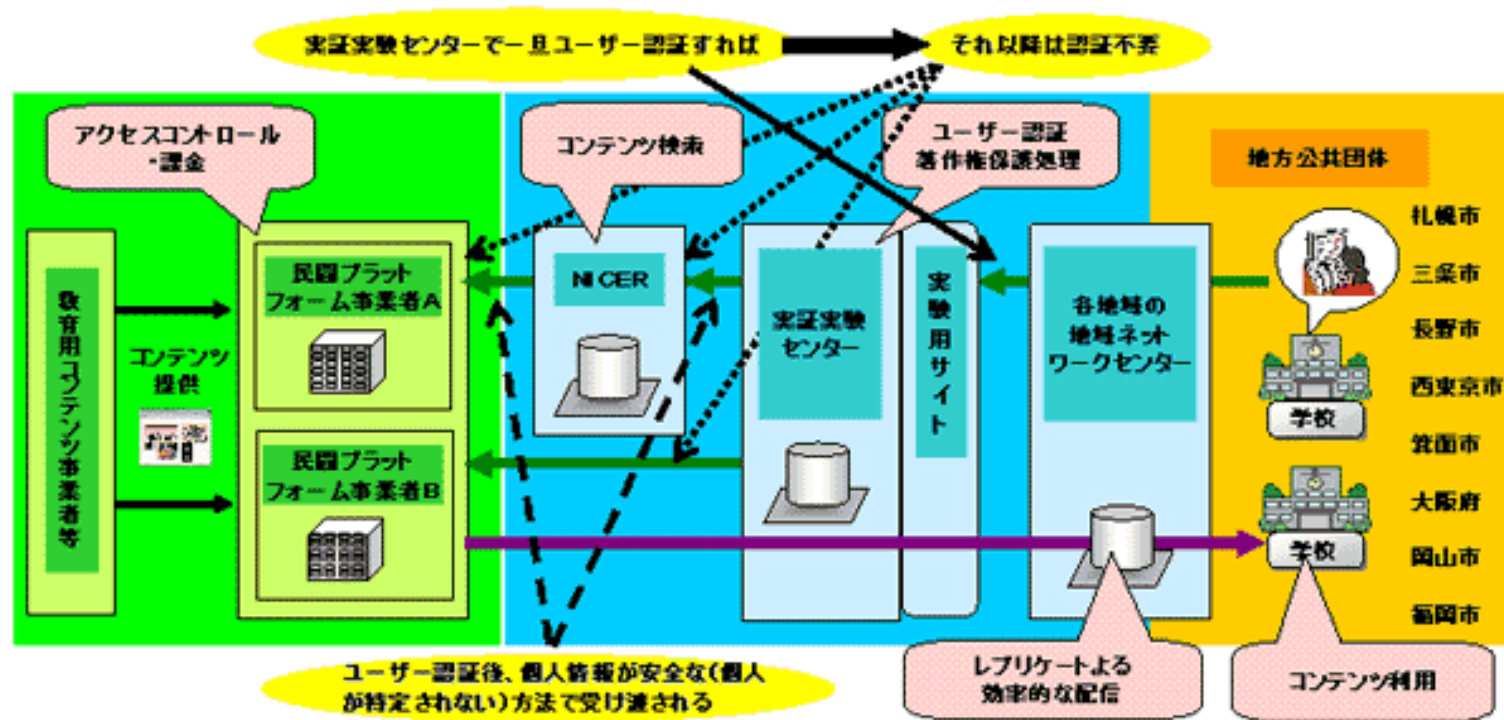 実証実験センターで一旦ユーザー認証すれば
それ以降は認証不要
アクセスコントロール
・課金
コンテンツ検索
ユーザー認証
著作権保護処理
地方公共団体
教育用コンテンツ事業者等
コンテンツ
提供
民間プラット
フォーム事業者A
民間プラット
フォーム事業者B
NICER
実証実験
センター
実験用サイト
各地域の
地域ネット
ワークセンター
学校
学校
札幌市
三条市
長野市
西東京市
箕面市
大阪府
岡山市
福岡市
ユーザー認証後、個人情報が安全な(個人
が特定されない)方法で受け渡される
レプリケートよる
効率的な配信
コンテンツ利用